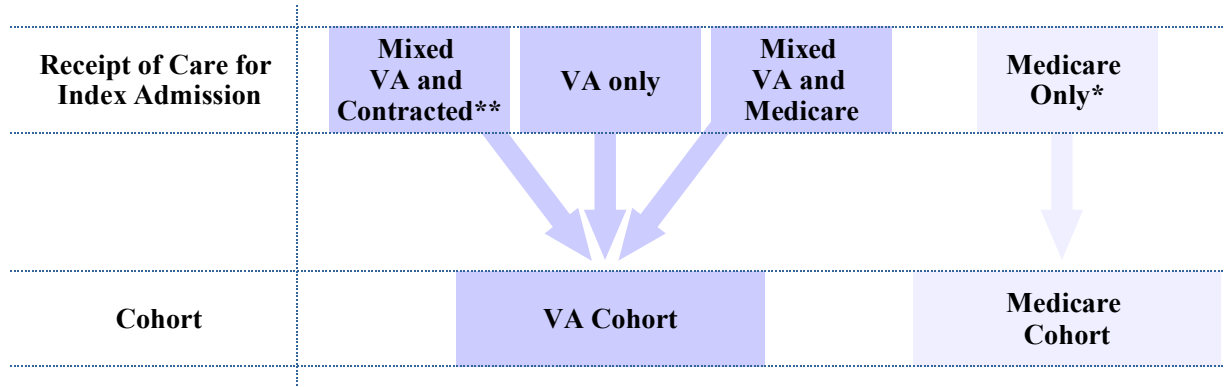 Receipt of Care for
Index Admission
Mixed
VA and
Contracted**
VA only
Mixed
VA and
Medicare
Medicare
Only*
Cohort
VA Cohort
Medicare
Cohort